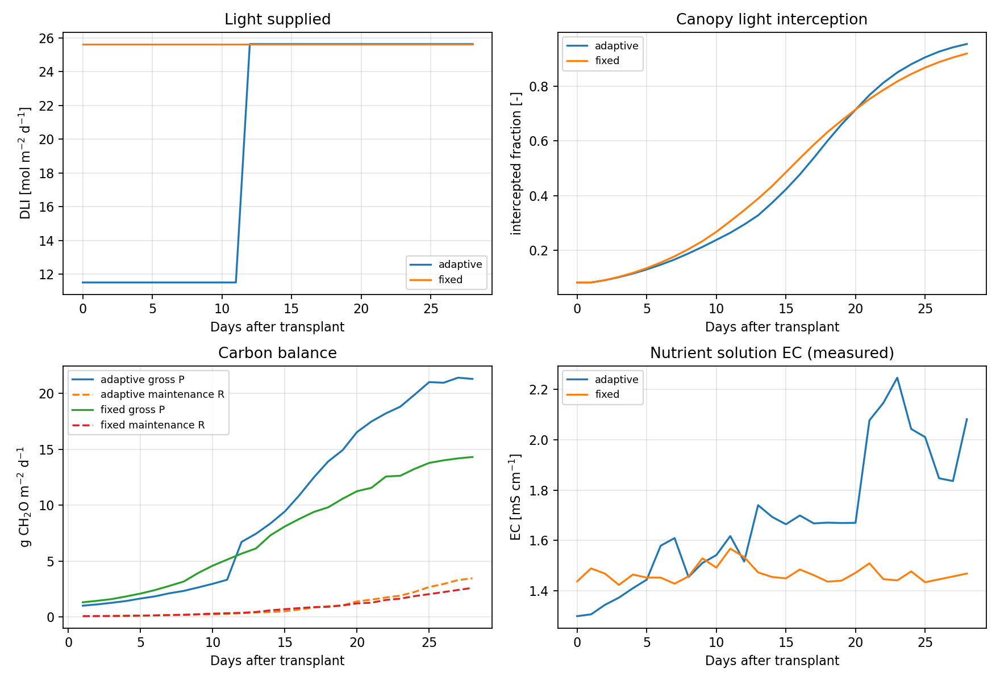 Light supplied
DLI [mol m⁻² d⁻¹]
26
24
22
20
18
16
14
12
adaptive
fixed
0 5 10 15 20 25
Days after transplant
Canopy light interception
intercepted fraction [-]
adaptive
fixed
0.8
0.6
0.4
0.2
0 5 10 15 20 25
Days after transplant
Carbon balance
g CH₂O m⁻² d⁻¹
adaptive gross P
adaptive maintenance R
fixed gross P
fixed maintenance R
20
15
10
5
0
0 5 10 15 20 25
Days after transplant
Nutrient solution EC (measured)
EC [mS cm⁻¹]
adaptive
fixed
2.2
2.0
1.8
1.6
1.4
0 5 10 15 20 25
Days after transplant